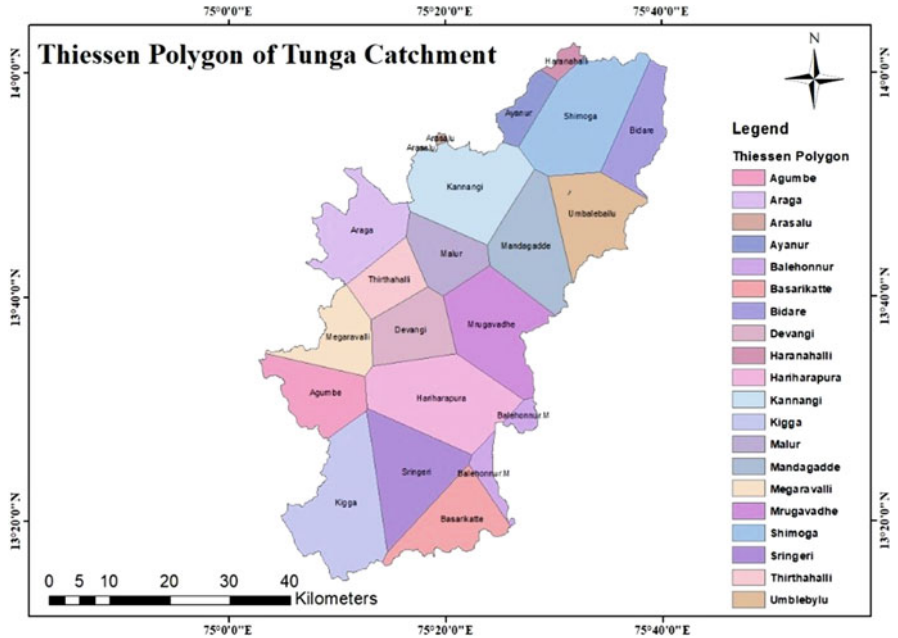 75°0'0"E 75°20'0"E 75°40'0"E
Thiessen Polygon of Tunga Catchment
N
14°0'0"N 14°0'0"N
Haranahalli
Ayanur
Shimoga
Bidare
Arasalu
Arasalu
Kannangi
Umbalebailu
Araga
Mandagadde
Malur
Thirthahalli
13°40'0"N 13°40'0"N
Mrugavadhe
Devangi
Megaravalli
Agumbe
Hariharapura
Balehonnur M
Sringeri
Balehonnur M
Kigga
Basarikatte
13°20'0"N 13°20'0"N
Legend
Thiessen Polygon
Agumbe
Araga
Arasalu
Ayanur
Balehonnur
Basarikatte
Bidare
Devangi
Haranahalli
Hariharapura
Kannangi
Kigga
Malur
Mandagadde
Megaravalli
Mrugavadhe
Shimoga
Sringeri
Thirthahalli
Umblebylu
0 5 10 20 30 40
Kilometers
75°0'0"E 75°20'0"E 75°40'0"E